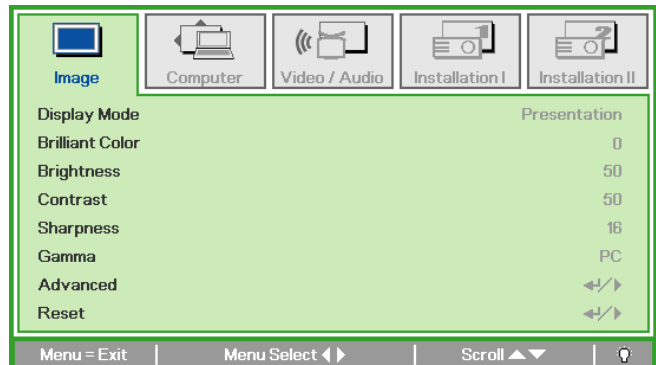 Image Computer Video / Audio Installation I Installation II
Display Mode Presentation
Brilliant Color 0
Brightness 50
Contrast 50
Sharpness 16
Gamma PC
Advanced
Reset
Menu = Exit Menu Select Scroll